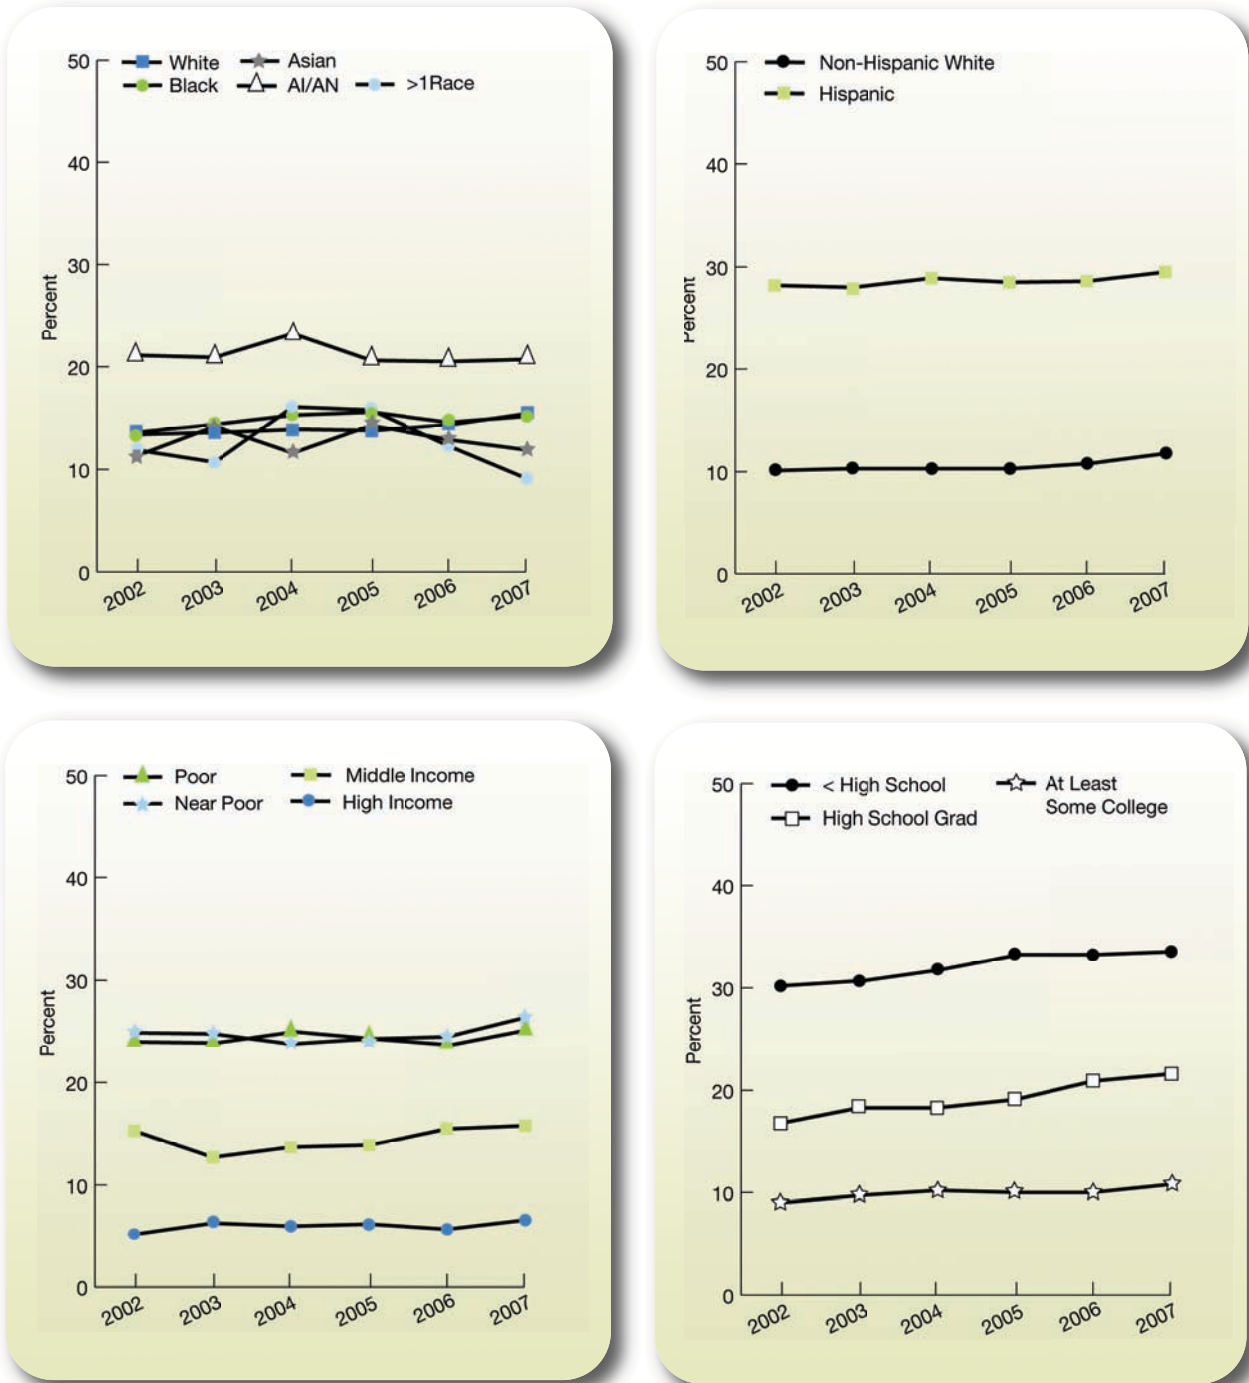 50
40
30
20
10
0
Percent
White
Asian
Black
AI/AN
>1Race
2002
2003
2004
2005
2006
2007
50
40
30
20
10
0
Percent
Non-Hispanic White
Hispanic
2002
2003
2004
2005
2006
2007
50
40
30
20
10
0
Percent
Poor
Middle Income
Near Poor
High Income
2002
2003
2004
2005
2006
2007
50
40
30
20
10
0
Percent
< High School
At Least
Some College
High School Grad
2002
2003
2004
2005
2006
2007